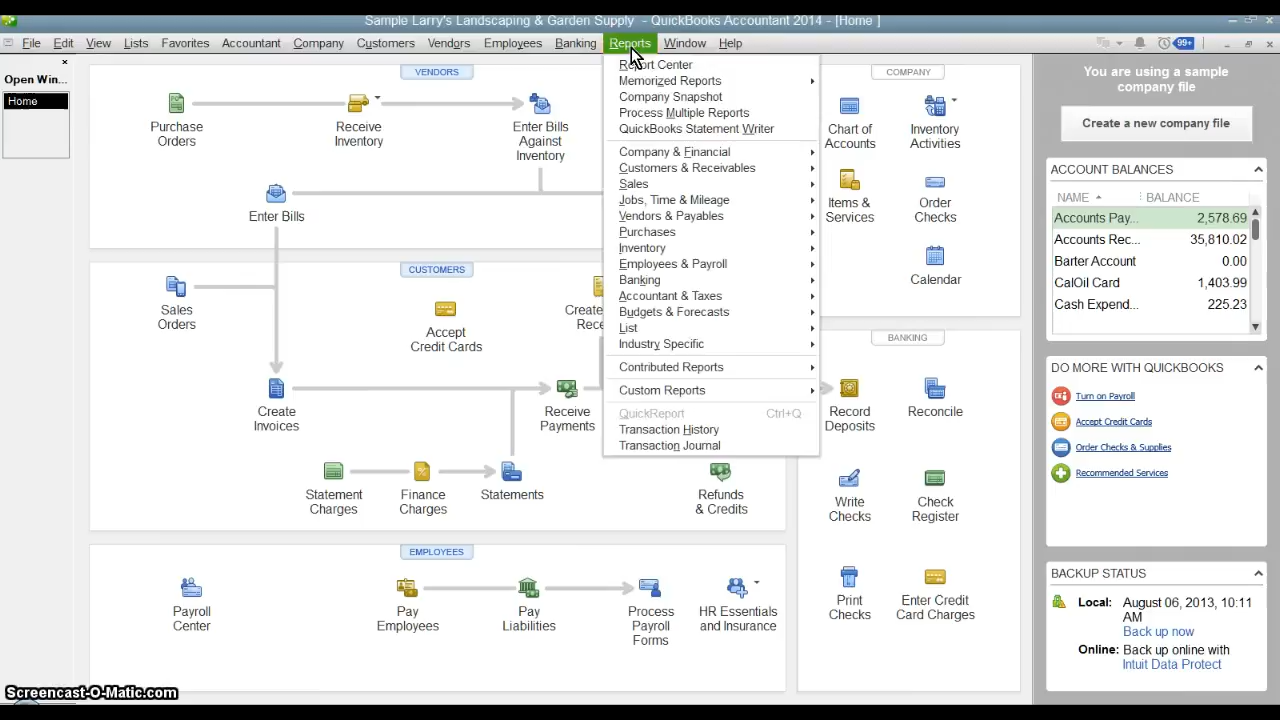 Sample Larry's Landscaping & Garden Supply - QuickBooks Accountant 2014 - [Home ]
File Edit View Lists Favorites Accountant Company Customers Vendors Employees Banking Reports Window Help
99+
Open Win...
Home
VENDORS
Purchase
Orders
Receive
Inventory
Enter Bills
Against
Inventory
Enter Bills
CUSTOMERS
Sales
Orders
Accept
Credit Cards
Create
Rece
Create
Invoices
Receive
Payments
Statement
Charges
Finance
Charges
Statements
Refunds
& Credits
EMPLOYEES
Payroll
Center
Pay
Employees
Pay
Liabilities
Process
Payroll
Forms
HR Essentials
and Insurance
Report Center
Memorized Reports
Company Snapshot
Process Multiple Reports
QuickBooks Statement Writer
Company & Financial
Customers & Receivables
Sales
Jobs, Time & Mileage
Vendors & Payables
Purchases
Inventory
Employees & Payroll
Banking
Accountant & Taxes
Budgets & Forecasts
List
Industry Specific
Contributed Reports
Custom Reports
QuickReport Ctrl+Q
Transaction History
Transaction Journal
COMPANY
Chart of
Accounts
Inventory
Activities
Items &
Services
Order
Checks
Calendar
BANKING
Record
Deposits
Reconcile
Write
Checks
Check
Register
Print
Checks
Enter Credit
Card Charges
You are using a sample
company file
Create a new company file
ACCOUNT BALANCES
NAME BALANCE
Accounts Pay... 2,578.69
Accounts Rec... 35,810.02
Barter Account 0.00
CalOil Card 1,403.99
Cash Expend... 225.23
DO MORE WITH QUICKBOOKS
Turn on Payroll
Accept Credit Cards
Order Checks & Supplies
Recommended Services
BACKUP STATUS
Local: August 06, 2013, 10:11
AM
Back up now
Online: Back up online with
Intuit Data Protect
Screencast-O-Matic.com